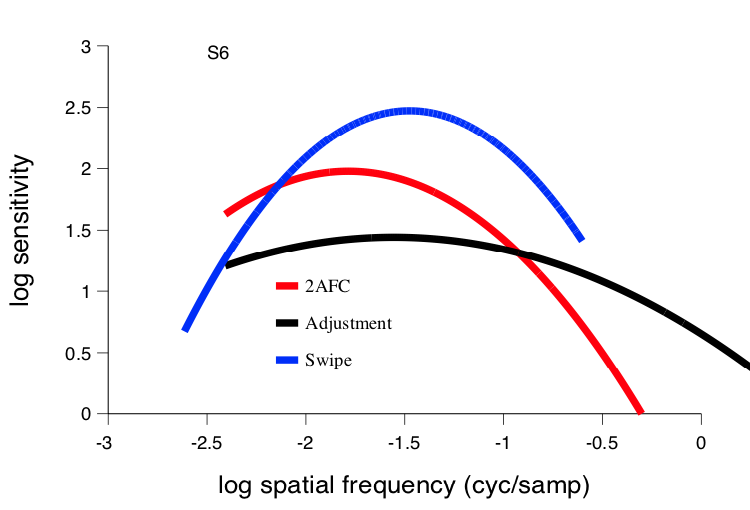 S6
3
2.5
2
1.5
1
0.5
0
log sensitivity
2AFC
Adjustment
Swipe
-3 -2.5 -2 -1.5 -1 -0.5 0
log spatial frequency (cyc/samp)